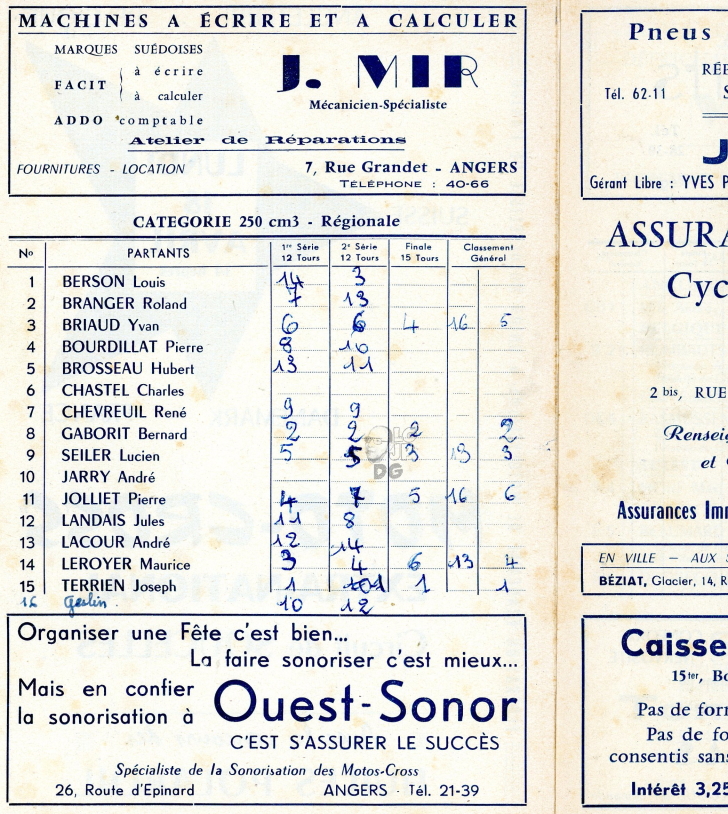 MACHINES A ÉCRIRE ET A CALCULER
MARQUES SUÉDOISES
FACIT à écrire
à calculer
ADDO comptable
J. MIR
Mécanicien-Spécialiste
Atelier de Réparations
FOURNITURES - LOCATION
7, Rue Grandet - ANGERS
TÉLÉPHONE : 40-66
CATEGORIE 250 cm3 - Régionale
No PARTANTS 1re Série 12 Tours 2e Série 12 Tours Finale 15 Tours Classement Général
1 BERSON Louis 14 3
2 BRANGER Roland 7 13
3 BRIAUD Yvan 6 6 4 16 5
4 BOURDILLAT Pierre 8 10
5 BROSSEAU Hubert 13 11
6 CHASTEL Charles
7 CHEVREUIL René 9 9
8 GABORIT Bernard 2 2 2 2
9 SEILER Lucien 5 5 3 13 3
10 JARRY André
11 JOLLIET Pierre 4 7 5 16 6
12 LANDAIS Jules 11 8
13 LACOUR André 12 14
14 LEROYER Maurice 3 4 6 13 4
15 TERRIEN Joseph 1 1 1 1
16 Geslin 10 12
Organiser une Fête c'est bien...
La faire sonoriser c'est mieux...
Mais en confier
la sonorisation à
Ouest-Sonor
C'EST S'ASSURER LE SUCCÈS
Spécialiste de la Sonorisation des Motos-Cross
26, Route d'Epinard ANGERS - Tél. 21-39
Pneus
Tél. 62-11
J
Gérant Libre : YVES P
ASSURA
Cyc
2 bis, RUE
Renseig
et
Assurances Imm
EN VILLE — AUX S
BÉZIAT, Glacier, 14, R
Caisse
15ter, Bo
Pas de form
Pas de fo
consentis sans
Intérêt 3,25